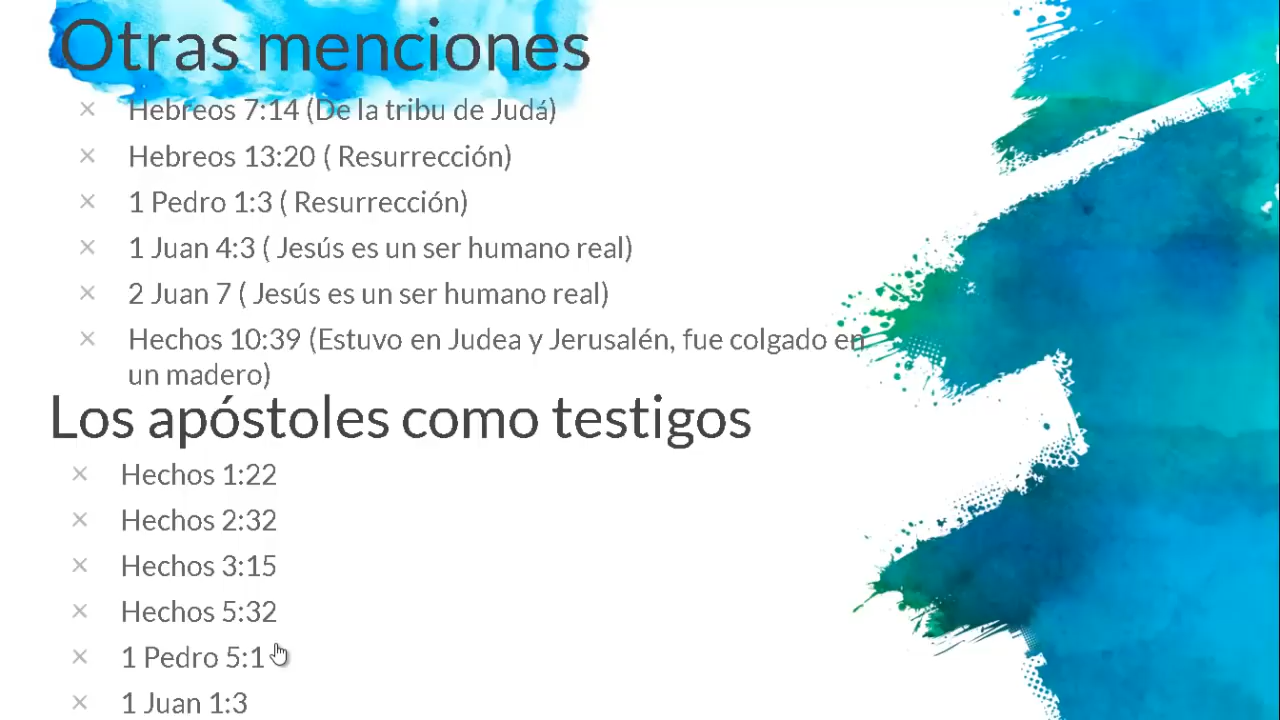 Otras menciones
× Hebreos 7:14 (De la tribu de Judá)
× Hebreos 13:20 ( Resurrección)
× 1 Pedro 1:3 ( Resurrección)
× 1 Juan 4:3 ( Jesús es un ser humano real)
× 2 Juan 7 ( Jesús es un ser humano real)
× Hechos 10:39 (Estuvo en Judea y Jerusalén, fue colgado en
un madero)
Los apóstoles como testigos
× Hechos 1:22
× Hechos 2:32
× Hechos 3:15
× Hechos 5:32
× 1 Pedro 5:1
× 1 Juan 1:3